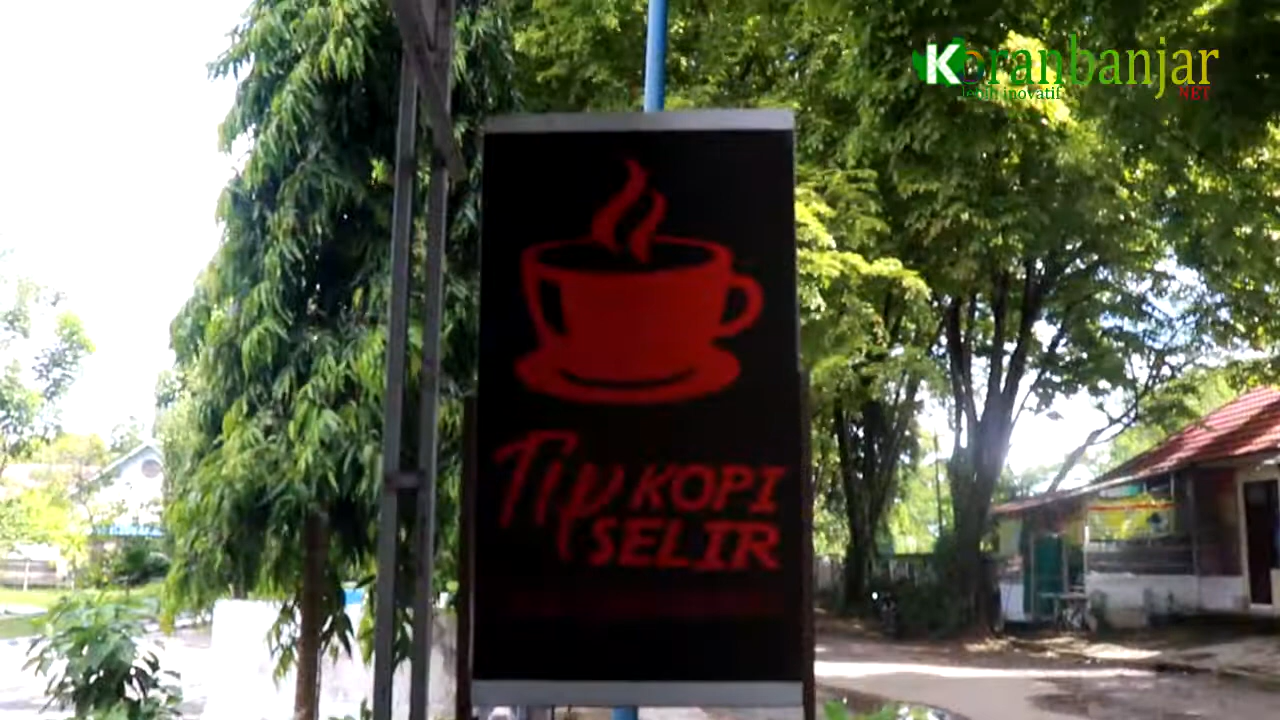 Koranbanjar
lebih inovatif
NET
Tip KOPI
SELIR